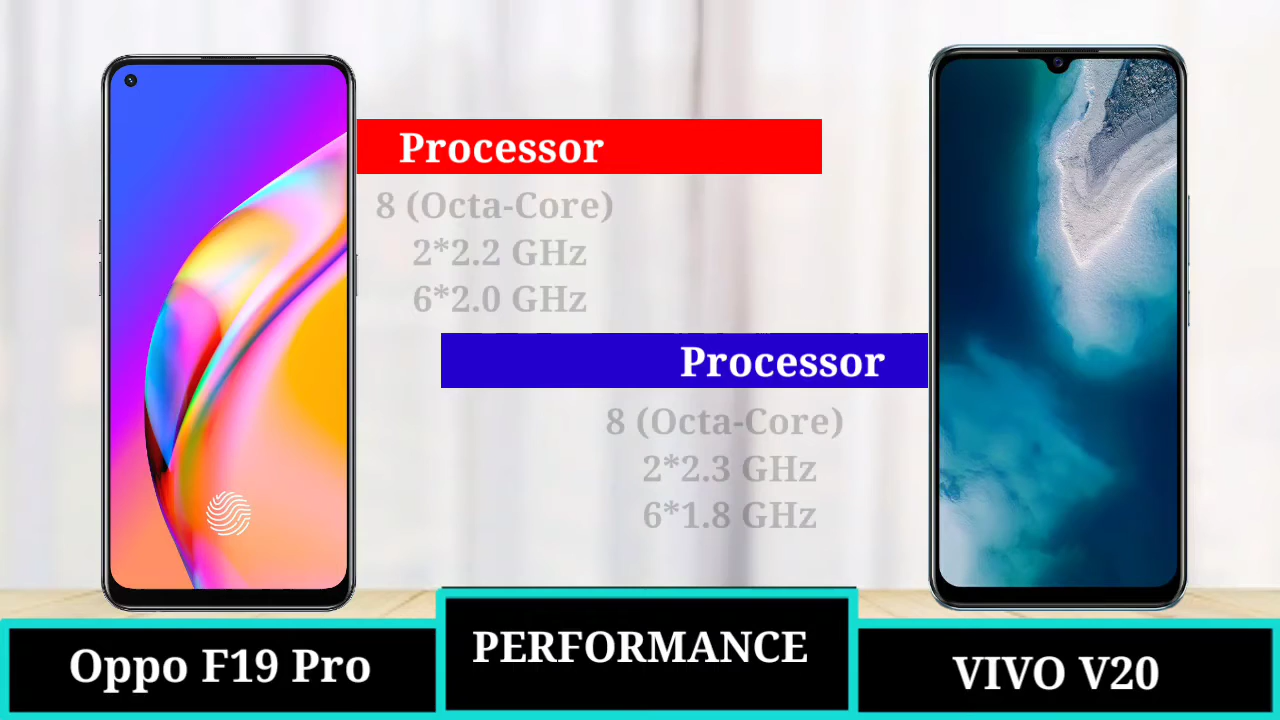 Processor
8 (Octa-Core)
2*2.2 GHz
6*2.0 GHz
Processor
8 (Octa-Core)
2*2.3 GHz
6*1.8 GHz
Oppo F19 Pro
PERFORMANCE
VIVO V20